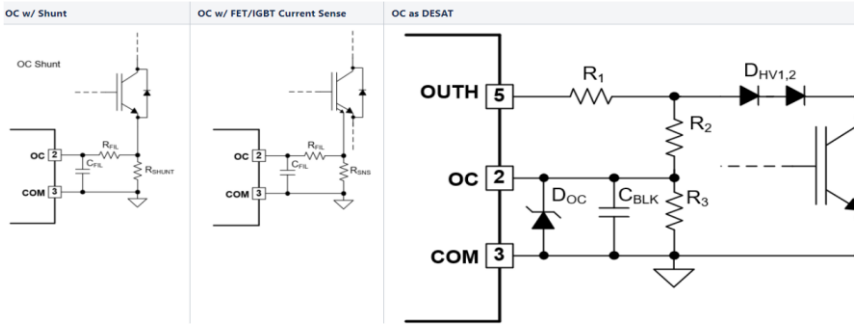 OC w/ Shunt
OC w/ FET/IGBT Current Sense
OC as DESAT
OC Shunt
OC 2
RFIL
CFIL
RSHUNT
COM 3
OC 2
RFIL
CFIL
RSNS
COM 3
OUTH 5
R1
DHV1,2
R2
OC 2
DOC
CBLK
R3
COM 3